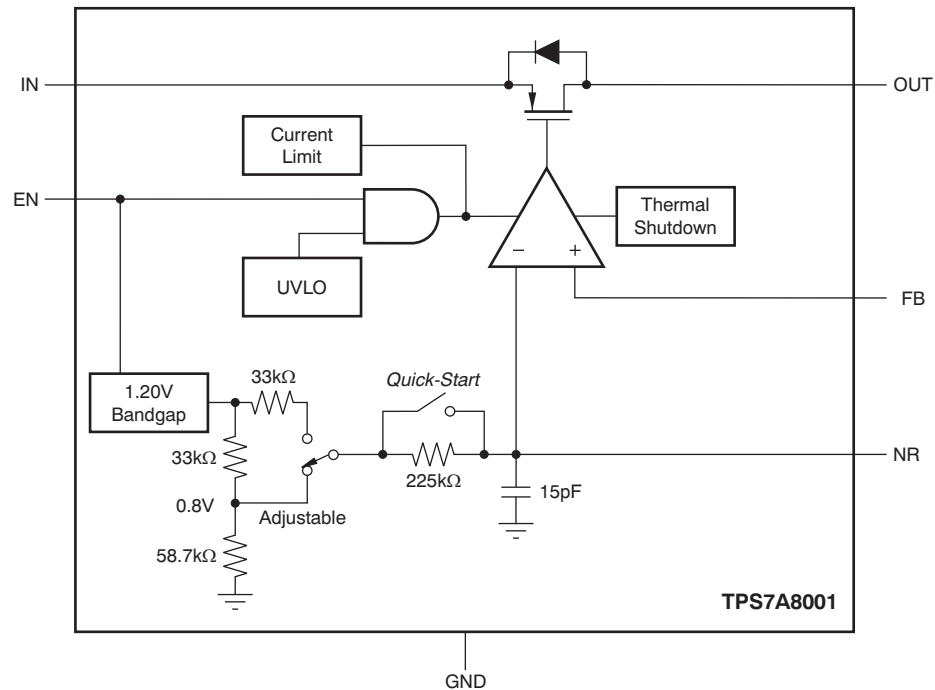 IN
OUT
Current
Limit
EN
Thermal
Shutdown
−
+
UVLO
FB
1.20V
Bandgap
33kΩ
Quick-Start
33kΩ
225kΩ
NR
0.8V
Adjustable
15pF
58.7kΩ
TPS7A8001
GND